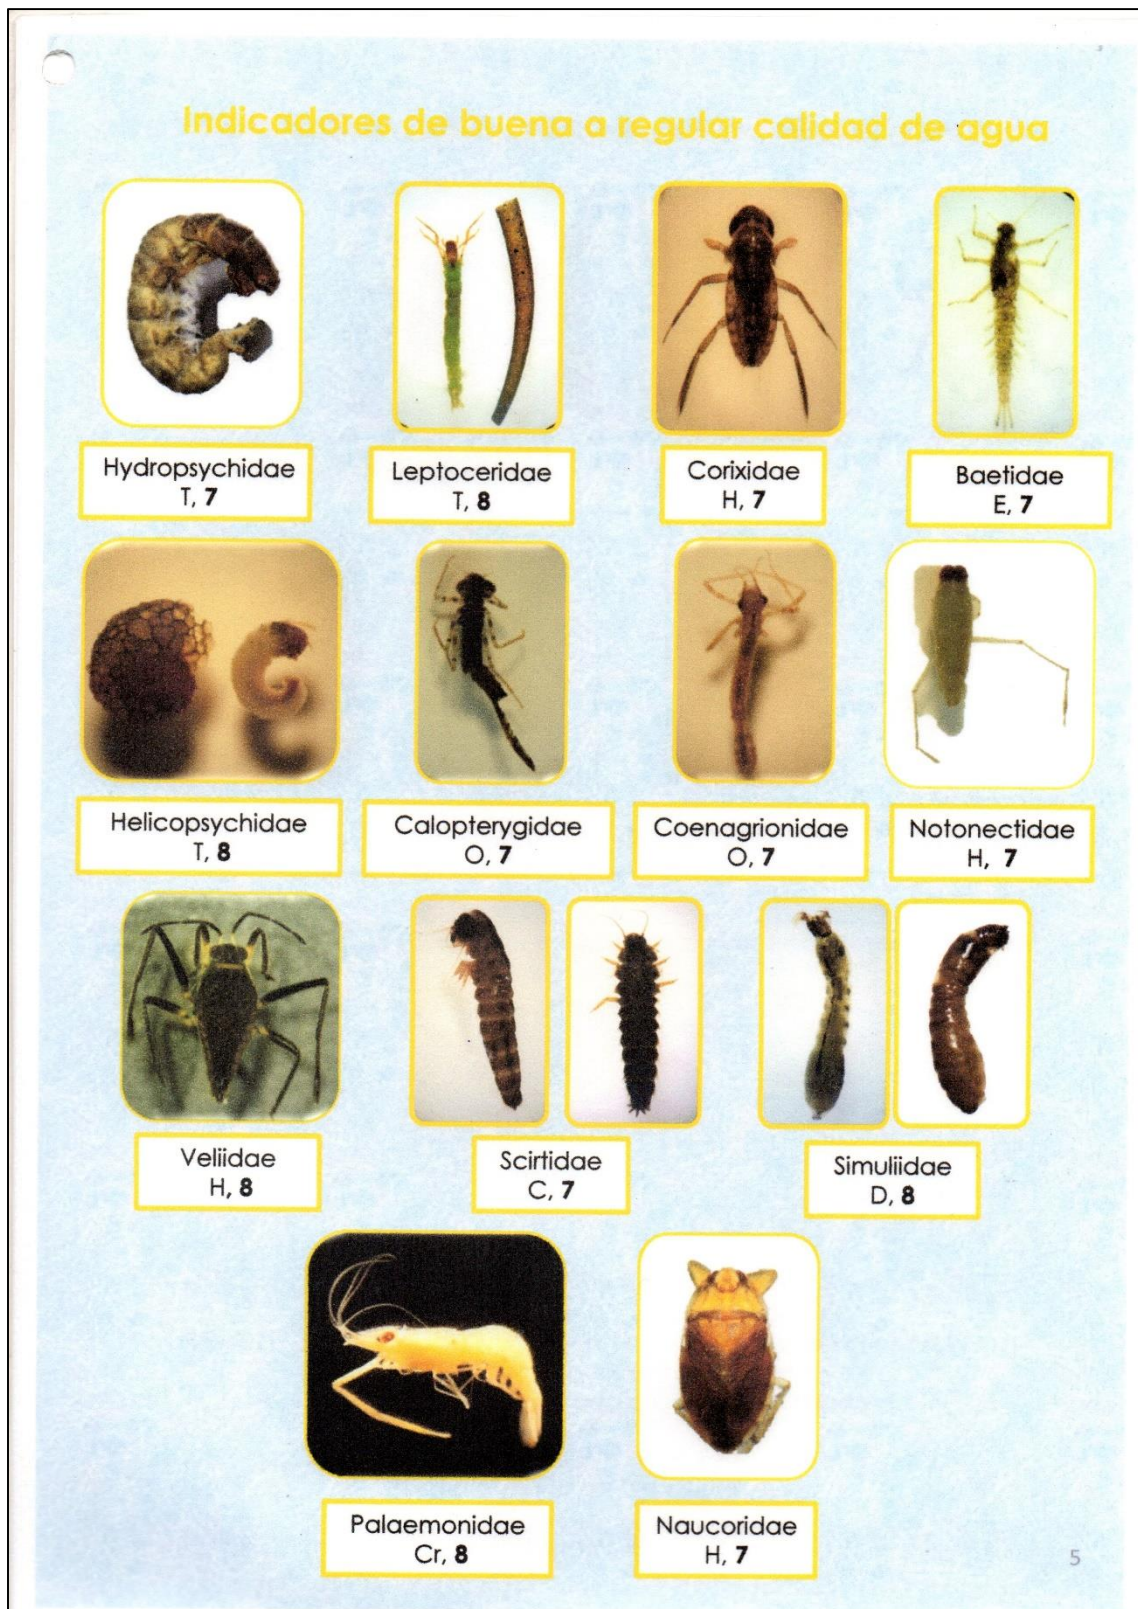 Indicadores de buena a regular calidad de agua
Hydropsychidae
T, 7
Leptoceridae
T, 8
Corixidae
H, 7
Baetidae
E, 7
Helicopsychidae
T, 8
Calopterygidae
O, 7
Coenagrionidae
O, 7
Notonectidae
H, 7
Veliidae
H, 8
Scirtidae
C, 7
Simuliidae
D, 8
Palaemonidae
Cr, 8
Naucoridae
H, 7
5